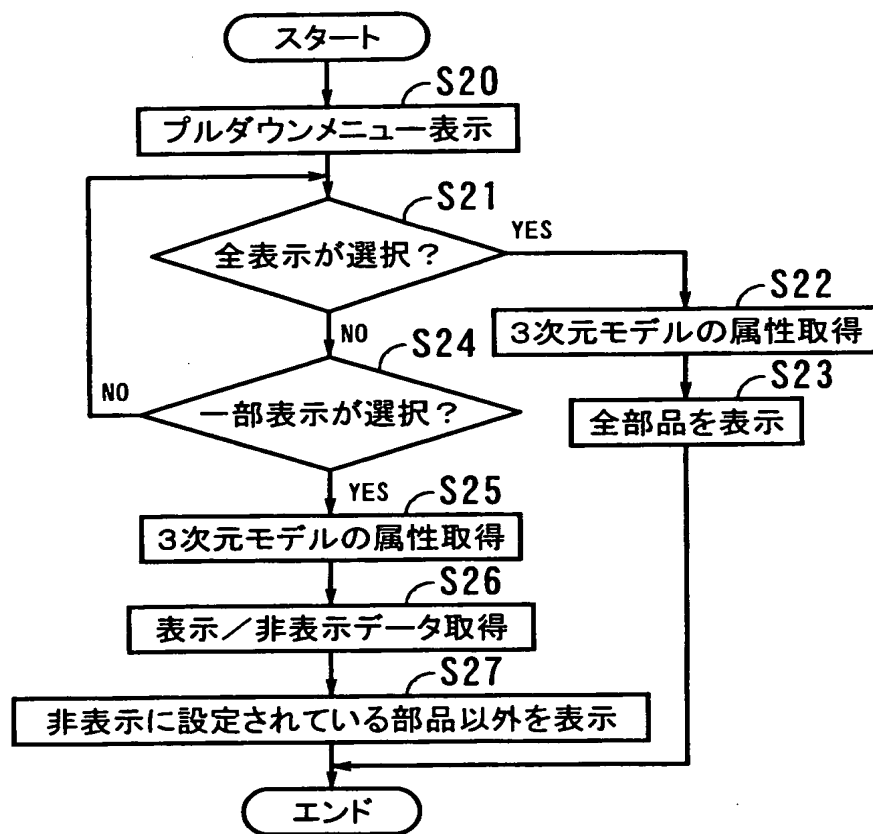 スタート
S20
プルダウンメニュー表示
S21
全表示が選択？
YES
S22
3次元モデルの属性取得
NO
S24
S23
NO
一部表示が選択？
全部品を表示
YES
S25
3次元モデルの属性取得
S26
表示／非表示データ取得
S27
非表示に設定されている部品以外を表示
エンド